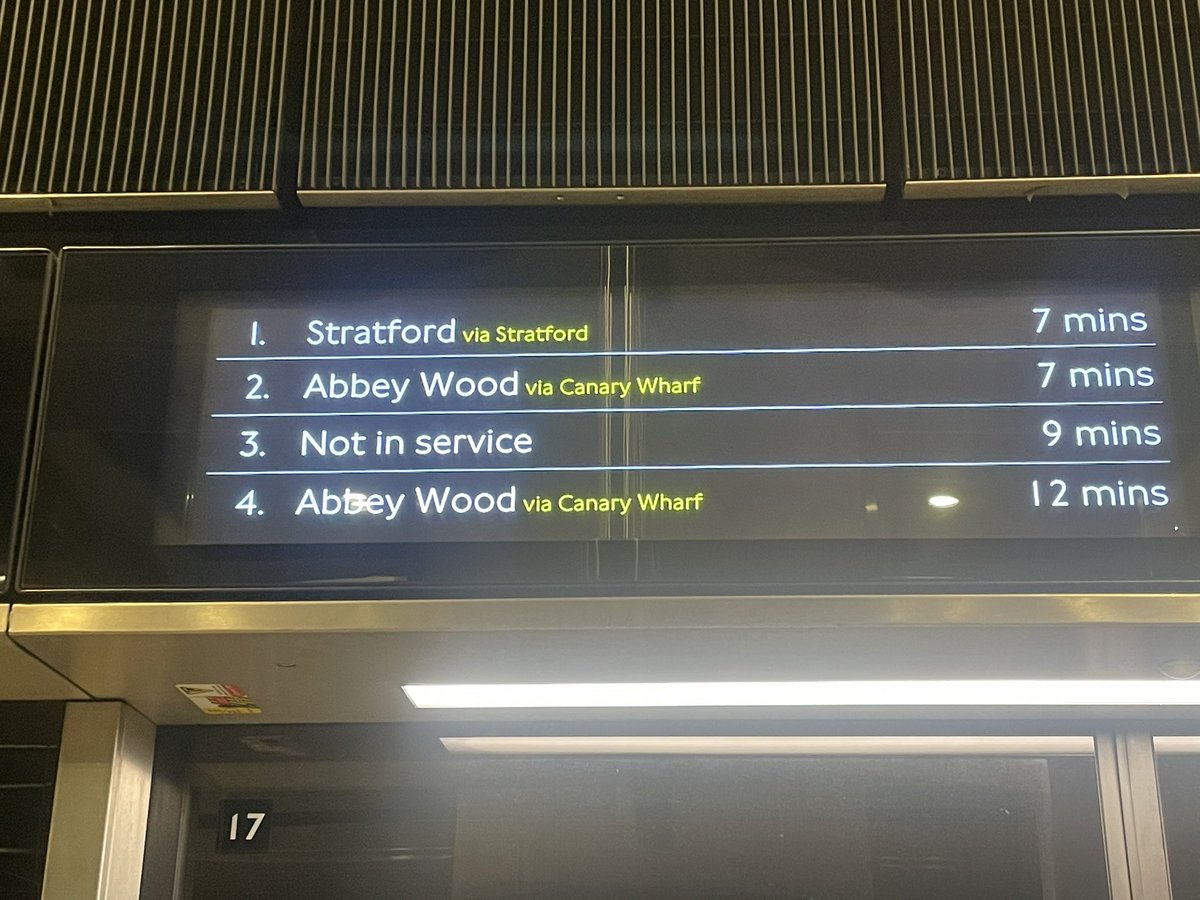 1. Stratford via Stratford 7 mins
2. Abbey Wood via Canary Wharf 7 mins
3. Not in service 9 mins
4. Abbey Wood via Canary Wharf 12 mins
17